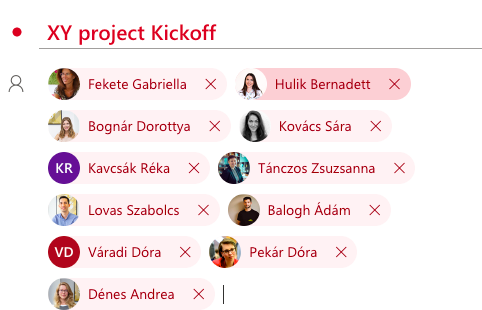 XY project Kickoff
Fekete Gabriella Hulik Bernadett
Bognár Dorottya Kovács Sára
KR Kavcsák Réka Tánczos Zsuzsanna
Lovas Szabolcs Balogh Ádám
VD Váradi Dóra Pekár Dóra
Dénes Andrea